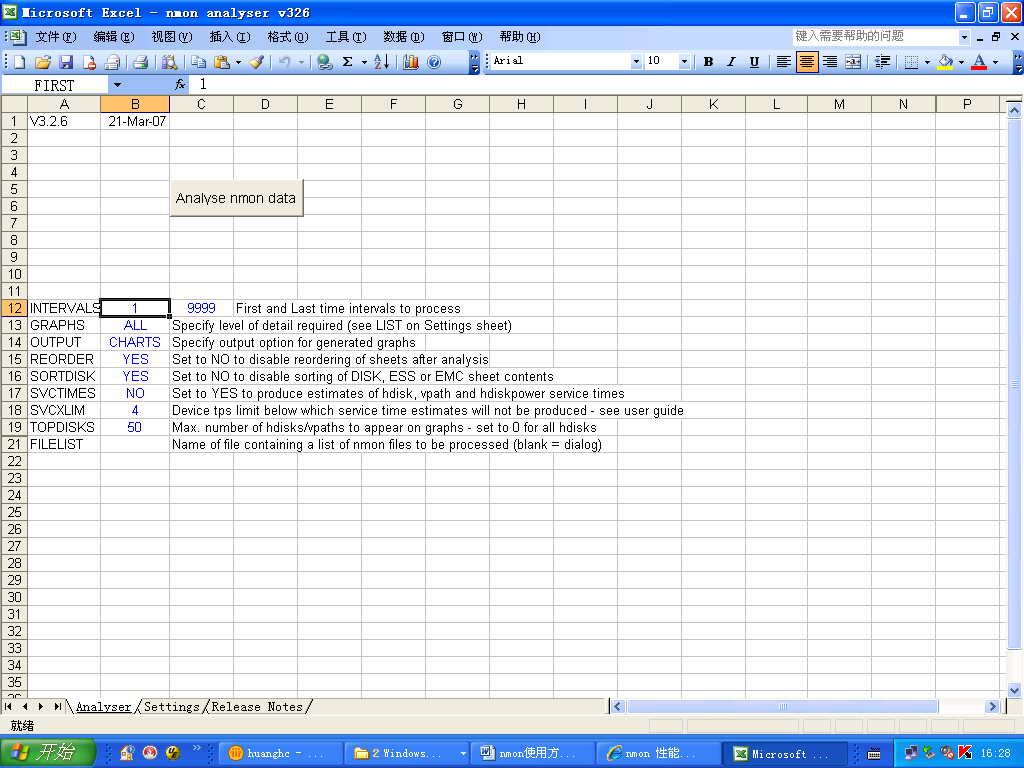 Microsoft Excel - nmon analyser v326
文件(F) 编辑(E) 视图(V) 插入(I) 格式(O) 工具(T) 数据(D) 窗口(W) 帮助(H) 键入需要帮助的问题
Arial 10 B I U
FIRST fx 1
A B C D E F G H I J K L M N O P
1 V3.2.6 21-Mar-07
2
3
4
5
Analyse nmon data
6
7
8
9
10
11
12 INTERVALS 1 9999 First and Last time intervals to process
13 GRAPHS ALL Specify level of detail required (see LIST on Settings sheet)
14 OUTPUT CHARTS Specify output option for generated graphs
15 REORDER YES Set to NO to disable reordering of sheets after analysis
16 SORTDISK YES Set to NO to disable sorting of DISK, ESS or EMC sheet contents
17 SVCTIMES NO Set to YES to produce estimates of hdisk, vpath and hdiskpower service times
18 SVCXLIM 4 Device tps limit below which service time estimates will not be produced - see user guide
19 TOPDISKS 50 Max. number of hdisks/vpaths to appear on graphs - set to 0 for all hdisks
21 FILELIST Name of file containing a list of nmon files to be processed (blank = dialog)
22
23
24
25
26
27
28
29
30
31
32
33
34
35
Analyser Settings Release Notes
就绪
开始 huanghc - ... 2 Windows... nmon使用方... nmon 性能... Microsoft ... 16:28